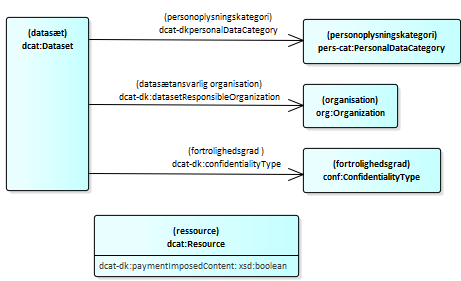 (datasæt)
dcat:Dataset
(personoplysningskategori)
dcat-dkpersonalDataCategory
(personoplysningskategori)
pers-cat:PersonalDataCategory
(datasætansvarlig organisation)
dcat-dk:datasetResponsibleOrganization
(organisation)
org:Organization
(fortrolighedsgrad )
dcat-dk:confidentialityType
(fortrolighedsgrad)
conf:ConfidentialityType
(ressource)
dcat:Resource
dcat-dk:paymentImposedContent: xsd:boolean